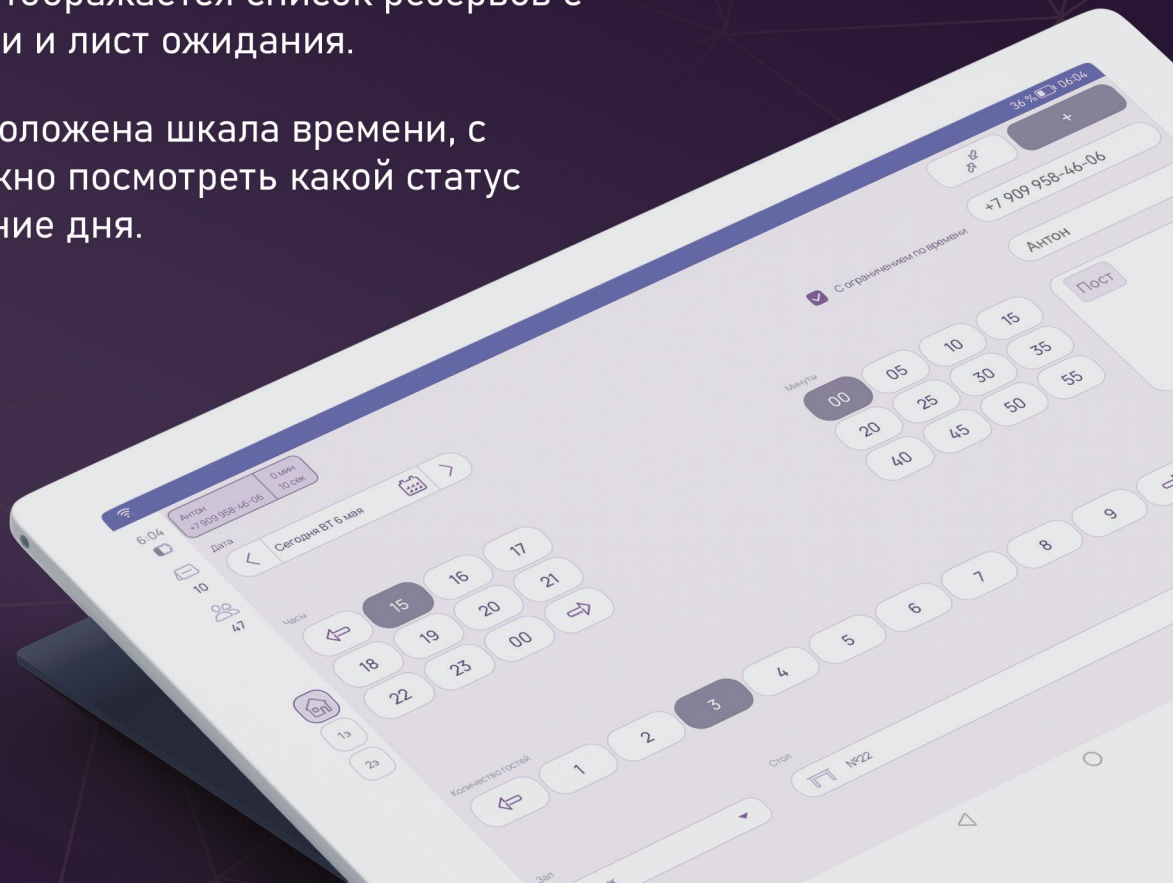 отображается список резервов с
и и лист ожидания.
оложена шкала времени, с
жно посмотреть какой статус
ние дня.
36 % 06:04
+
+7 909 958-46-06
С ограничением по времени
Антон
Пост
Минуты
00 05 10 15
20 25 30 35
40 45 50 55
6:04
Антон
+7 909 958-46-06
0 мин
10 сек
10
47
1э
2э
Дата
Сегодня ВТ 6 мая
Часы
15 16 17
18 19 20 21
22 23 00
Количество гостей
1 2 3 4 5 6 7 8 9
Стол
№22
Зал